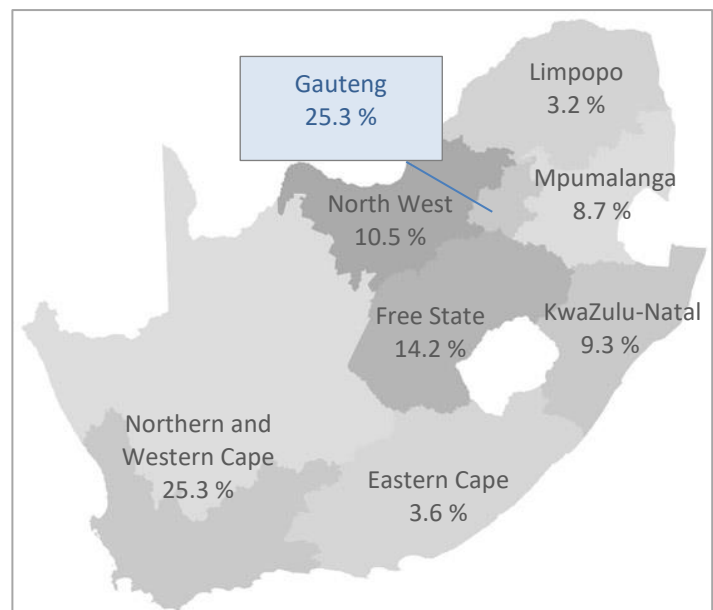 Limpopo
3.2 %
Gauteng
25.3 %
Mpumalanga
8.7 %
North West
10.5 %
Free State
14.2 %
KwaZulu-Natal
9.3 %
Northern and
Western Cape
25.3 %
Eastern Cape
3.6 %